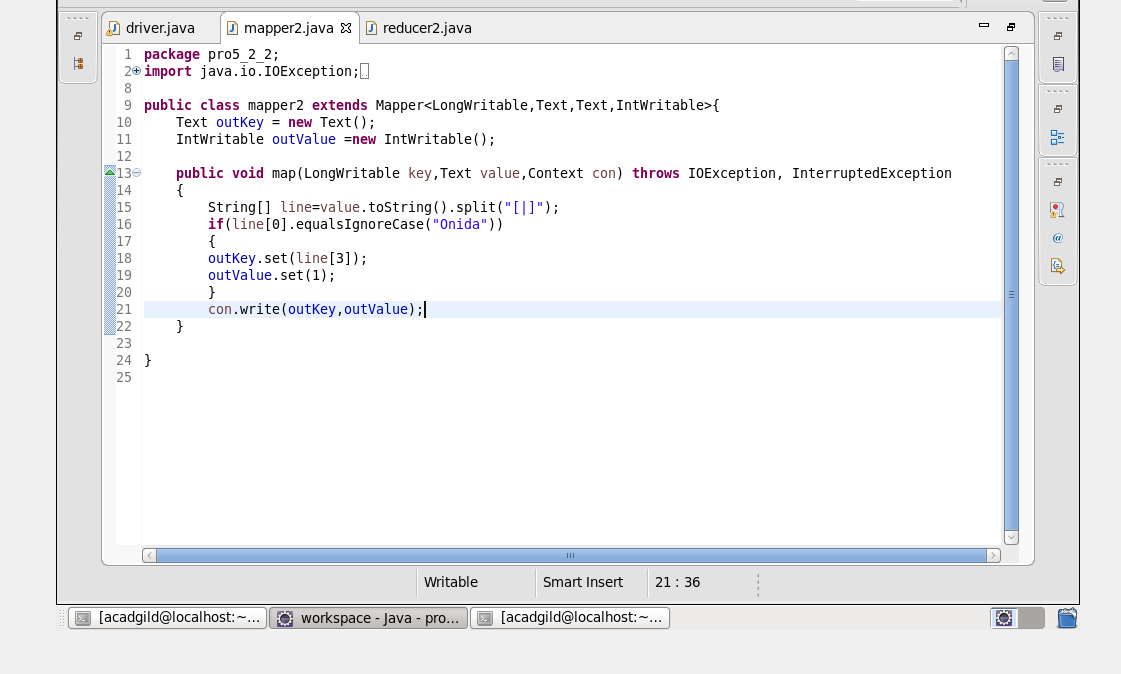 driver.java mapper2.java reducer2.java
1 package pro5_2_2;
2 import java.io.IOException;
8
9 public class mapper2 extends Mapper<LongWritable,Text,Text,IntWritable>{
10 Text outKey = new Text();
11 IntWritable outValue =new IntWritable();
12
13 public void map(LongWritable key,Text value,Context con) throws IOException, InterruptedException
14 {
15 String[] line=value.toString().split("[|]");
16 if(line[0].equalsIgnoreCase("Onida"))
17 {
18 outKey.set(line[3]);
19 outValue.set(1);
20 }
21 con.write(outKey,outValue);
22 }
23
24 }
25
Writable Smart Insert 21 : 36
[acadgild@localhost:~... workspace - Java - pro... [acadgild@localhost:~...